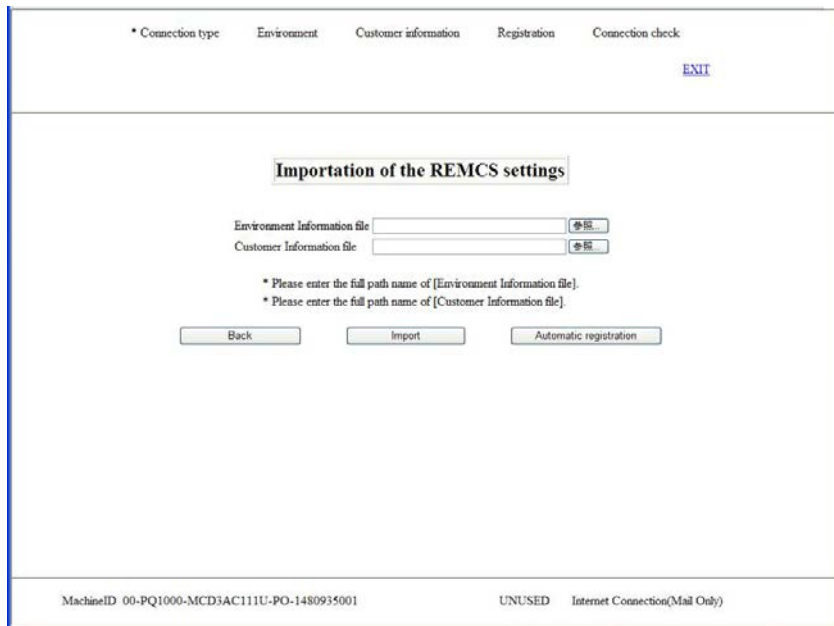 * Connection type Environment Customer information Registration Connection check
EXIT
Importation of the REMCS settings
Environment Information file 参照...
Customer Information file 参照...
* Please enter the full path name of [Environment Information file].
* Please enter the full path name of [Customer Information file].
Back Import Automatic registration
MachineID 00-PQ1000-MCD3AC111U-PO-1480935001 UNUSED Internet Connection(Mail Only)